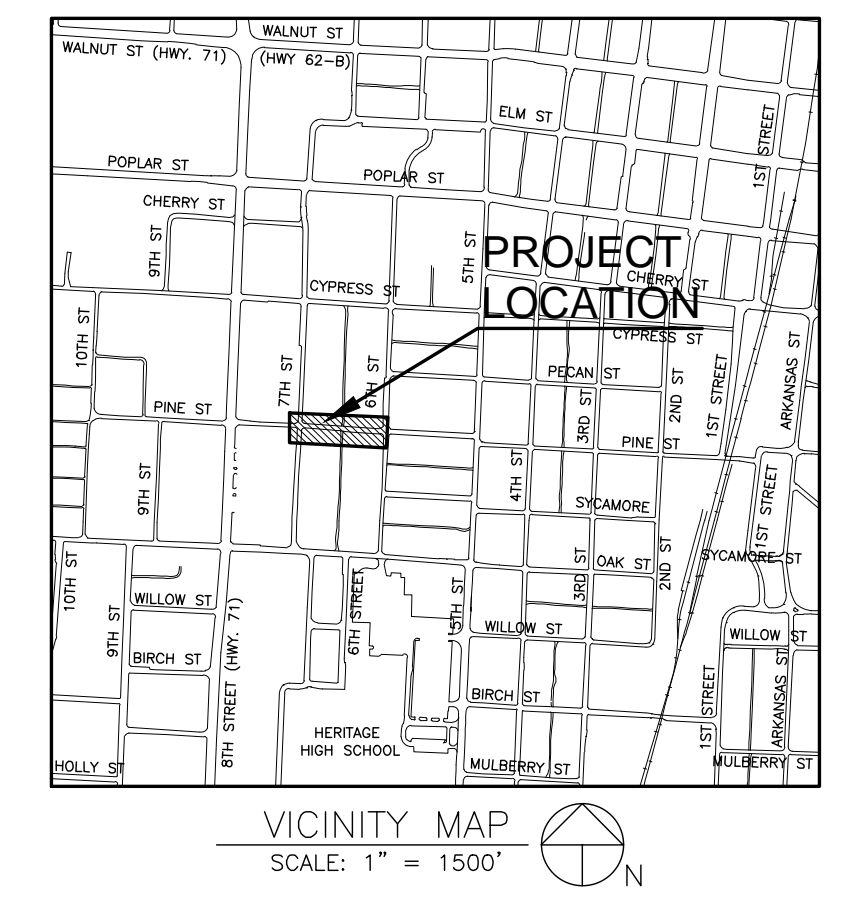 WALNUT ST
WALNUT ST (HWY. 71)
(HWY 62-B)
ELM ST
1ST STREET
POPLAR ST
POPLAR ST
CHERRY ST
9TH ST
5TH ST
PROJECT
LOCATION
CHERRY ST
CYPRESS ST
10TH ST
CYPRESS ST
ARKANSAS ST
7TH ST
6TH ST
PECAN ST
2ND ST
1ST STREET
PINE ST
3RD ST
PINE ST
9TH ST
4TH ST
SYCAMORE
1ST STREET
SYCAMORE ST
10TH ST
OAK ST
3RD ST
2ND ST
6TH STREET
5TH ST
WILLOW ST
9TH ST
WILLOW ST
WILLOW ST
BIRCH ST
8TH STREET (HWY. 71)
BIRCH ST
1ST STREET
ARKANSAS ST
HERITAGE
HIGH SCHOOL
HOLLY ST
MULBERRY ST
MULBERRY ST
VICINITY MAP
SCALE: 1" = 1500'
N